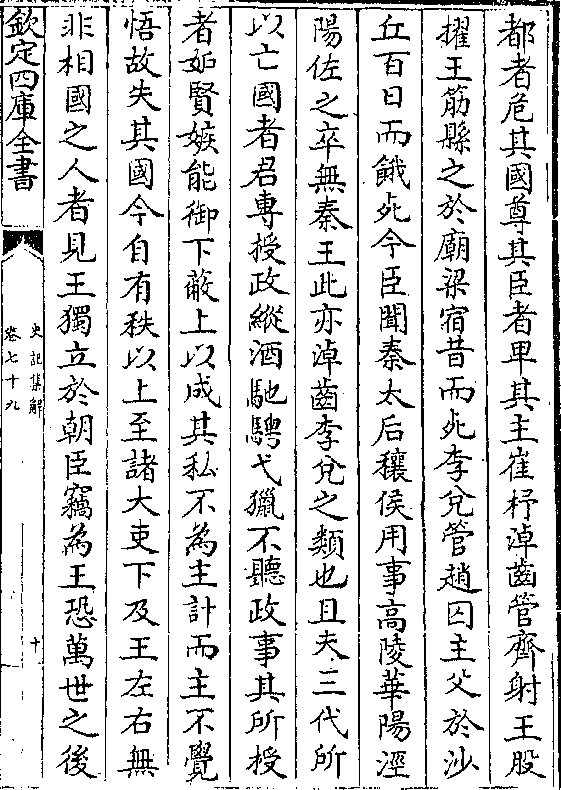 都者危其國尊其臣者卑其主崔杼淖齒管齊射王股
擢王筋縣之於廟梁宿昔而死李兌管趙囚主父於沙
丘百日而餓死今臣聞秦太后穰侯用事高陵華陽涇
陽佐之卒無秦王此亦淖齒李兌之類也且夫三代所
以亡國者君專授政縱酒馳騁弋獵不聽政事其所授
者妬賢嫉能御下蔽上以成其私不為主計而主不覺
悟故失其國今自有秩以上至諸大吏下及王左右無
非相國之人者見王獨立於朝臣竊為王恐萬世之後
欽定四庫全書
史記集解
卷七十九
十